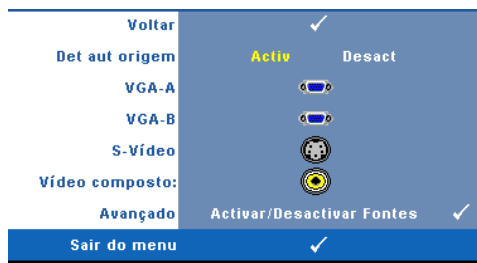 Voltar
Det aut origem Activ Desact
VGA-A
VGA-B
S-Vídeo
Vídeo composto:
Avançado Activar/Desactivar Fontes
Sair do menu